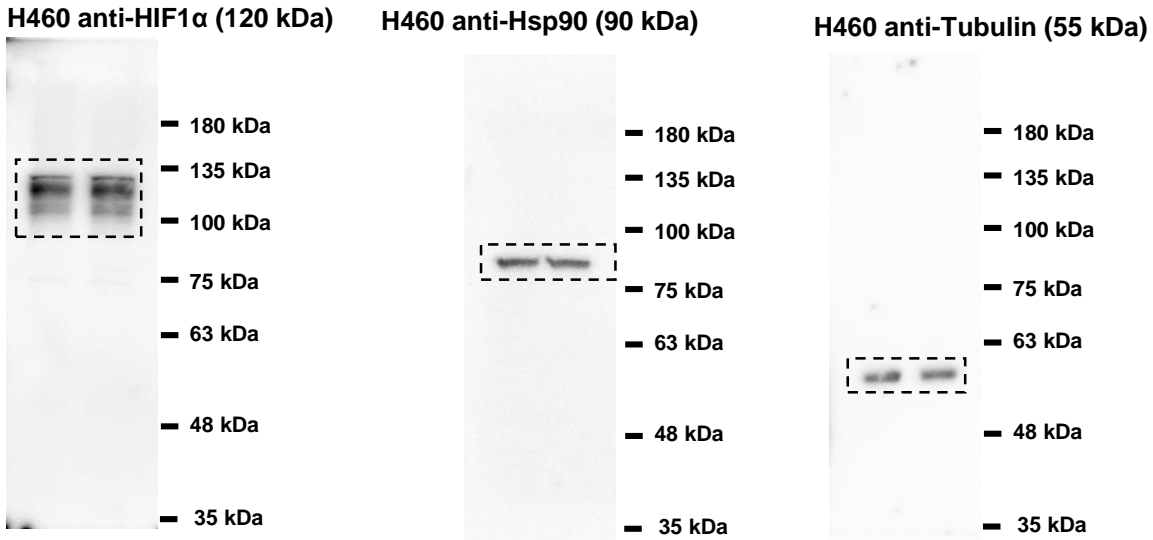 H460 anti-HIF1α (120 kDa)
180 kDa
135 kDa
100 kDa
75 kDa
63 kDa
48 kDa
35 kDa
H460 anti-Hsp90 (90 kDa)
180 kDa
135 kDa
100 kDa
75 kDa
63 kDa
48 kDa
35 kDa
H460 anti-Tubulin (55 kDa)
180 kDa
135 kDa
100 kDa
75 kDa
63 kDa
48 kDa
35 kDa